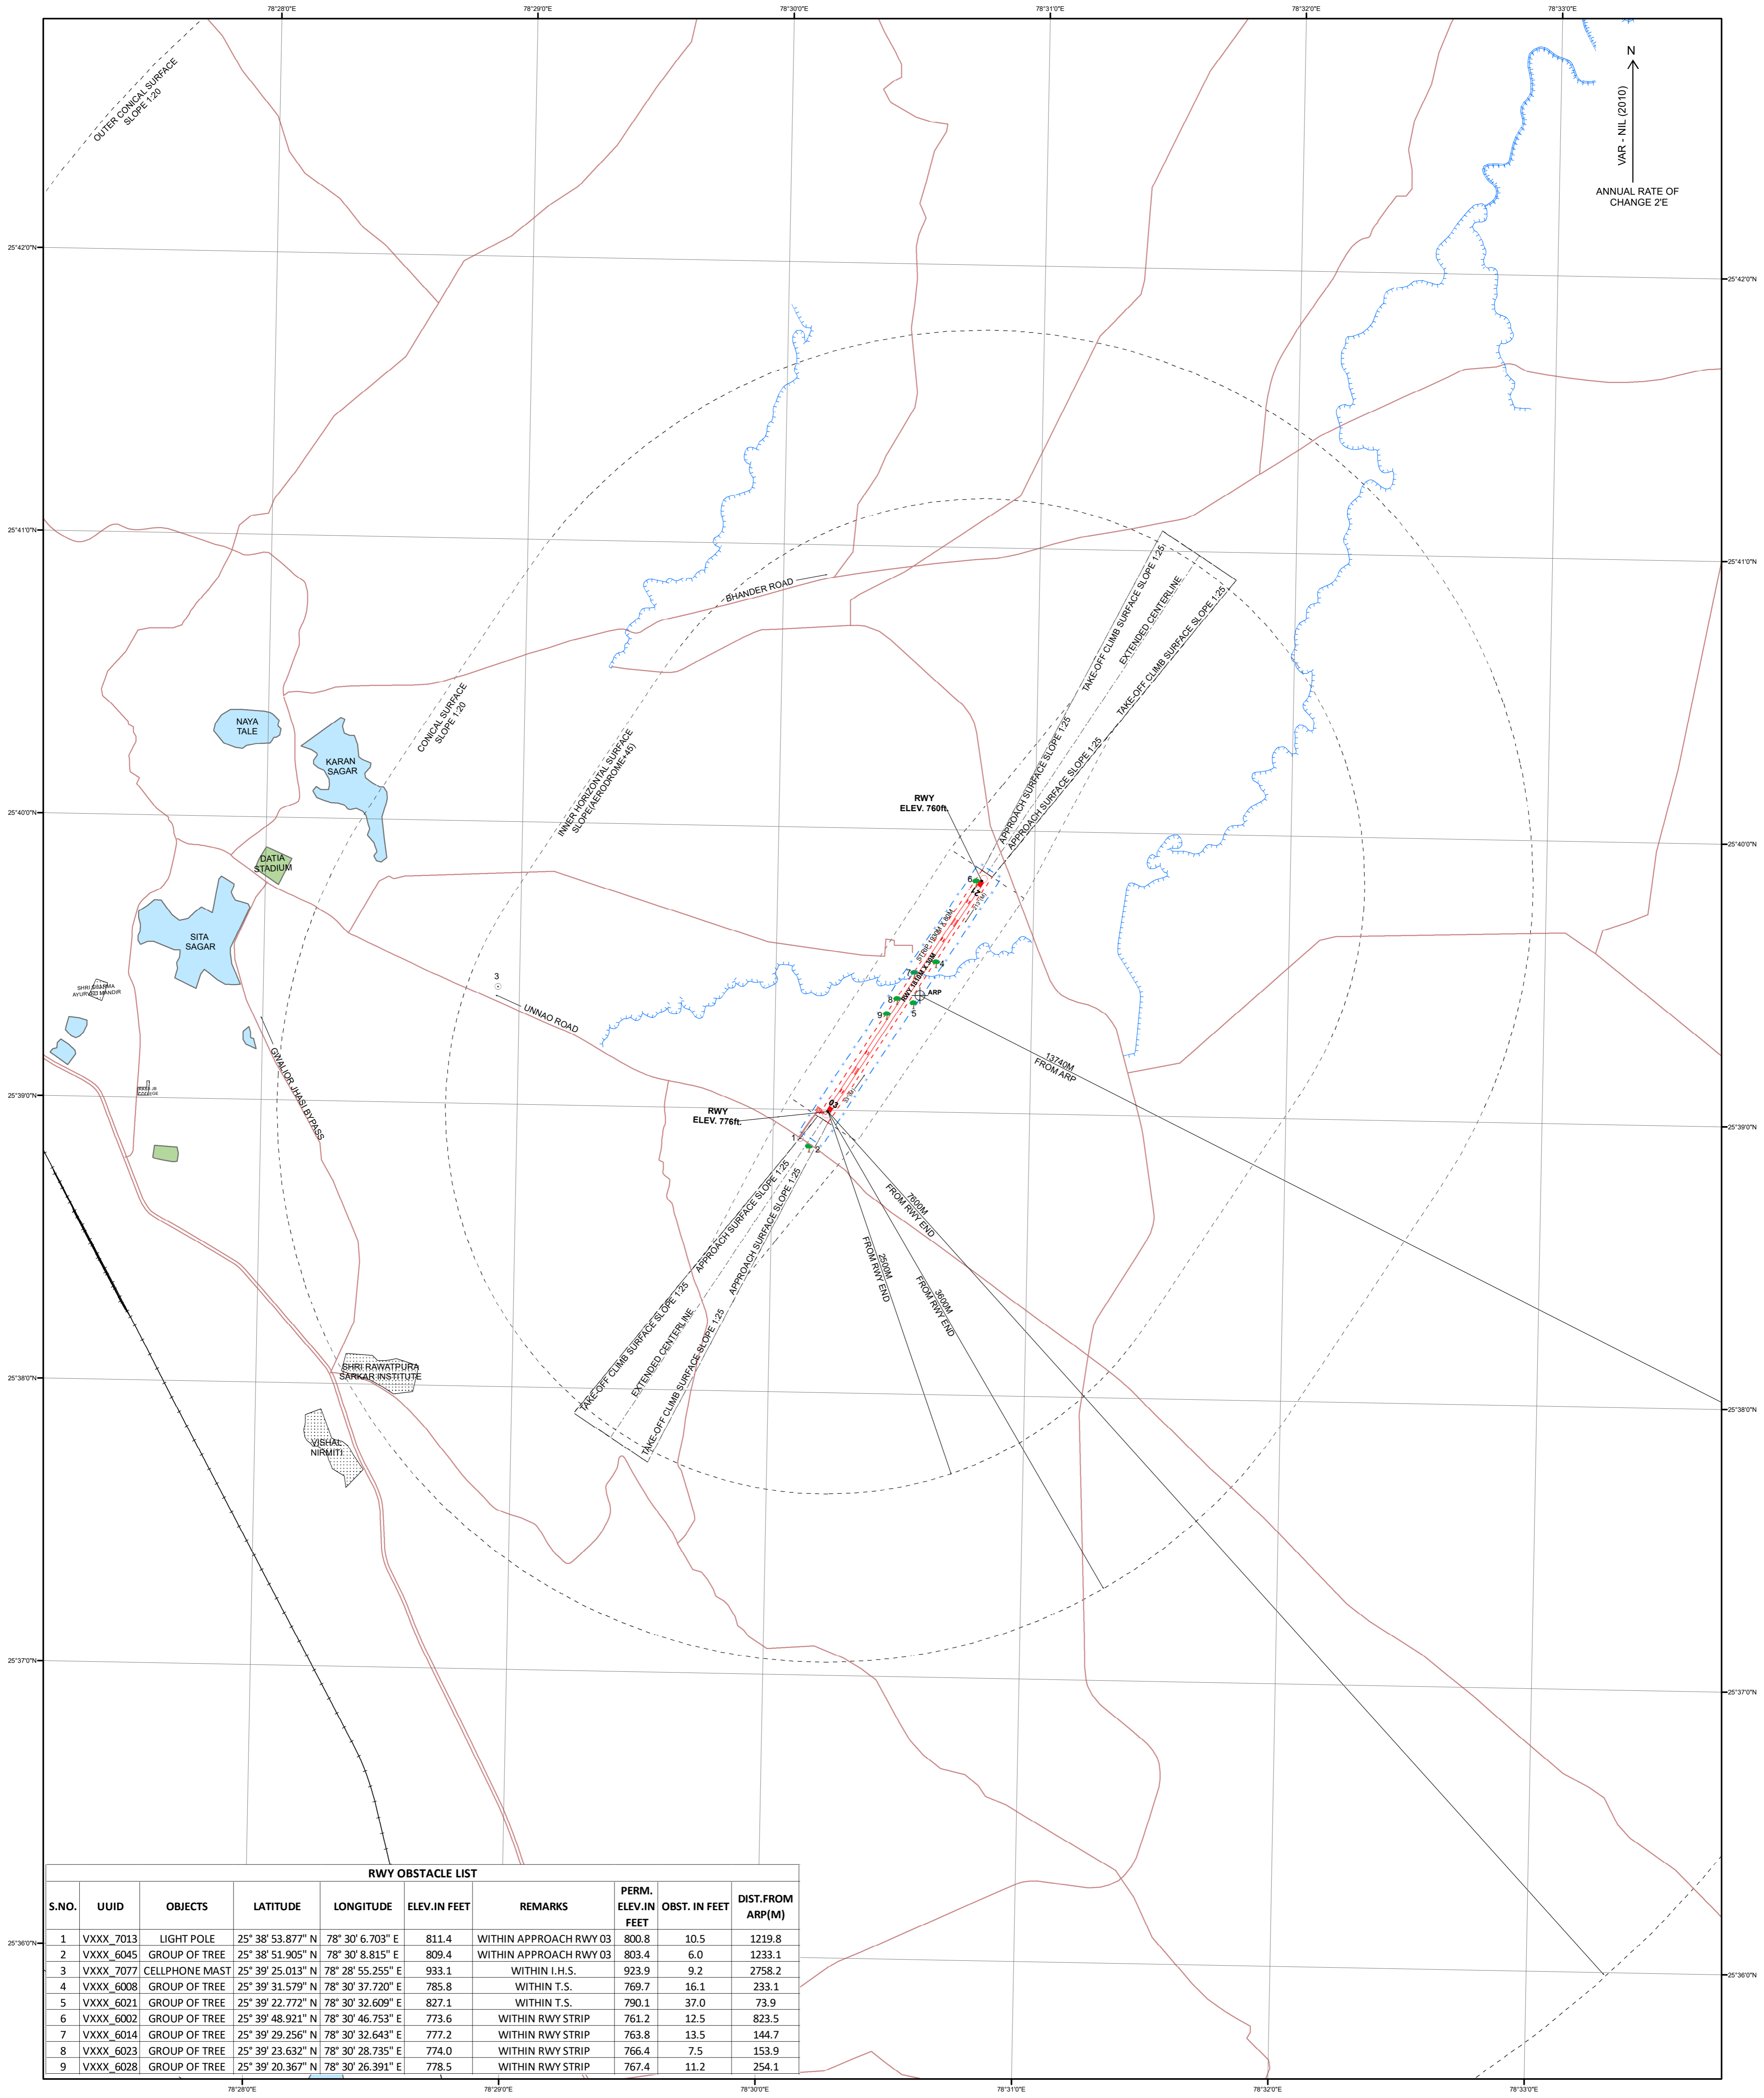 78°28'0"E
78°29'0"E
78°30'0"E
78°31'0"E
78°32'0"E
78°33'0"E
N
VAR - NIL (2010)
ANNUAL RATE OF
CHANGE 2'E
OUTER CONICAL SURFACE
SLOPE 1:20
25°42'0"N
25°42'0"N
25°41'0"N
25°41'0"N
BHANDER ROAD
TAKE-OFF CLIMB SURFACE SLOPE 1:25
EXTENDED CENTERLINE
TAKE-OFF CLIMB SURFACE SLOPE 1:25
CONICAL SURFACE
SLOPE 1:20
INNER HORIZONTAL SURFACE
SLOPE(AERODROME+45)
APPROACH SURFACE SLOPE 1:25
APPROACH SURFACE SLOPE 1:25
NAYA
TALE
KARAN
SAGAR
RWY
ELEV. 760ft.
25°40'0"N
25°40'0"N
DATIA
STADIUM
6
21
STRIP 1930M X 80M
RWY 1810M X 30M
SITA
SAGAR
3
7
4
8
ARP
9
5
SHRI DHARMA
AYURVED MANDIR
UNNAO ROAD
GWALIOR JHASI BYPASS
13740M
FROM ARP
25°39'0"N
25°39'0"N
03
RWY
ELEV. 776ft.
1
2
APPROACH SURFACE SLOPE 1:25
APPROACH SURFACE SLOPE 1:25
7600M
FROM RWY END
2500M
FROM RWY END
3600M
FROM RWY END
TAKE-OFF CLIMB SURFACE SLOPE 1:25
EXTENDED CENTERLINE
TAKE-OFF CLIMB SURFACE SLOPE 1:25
SHRI RAWATPURA
SARKAR INSTITUTE
25°38'0"N
25°38'0"N
VISHAL
NIRMITI
25°37'0"N
25°37'0"N
25°36'0"N
25°36'0"N
RWY OBSTACLE LIST
S.NO. UUID OBJECTS LATITUDE LONGITUDE ELEV.IN FEET REMARKS PERM. ELEV.IN FEET OBST. IN FEET DIST.FROM ARP(M)
1 VXXX_7013 LIGHT POLE 25° 38' 53.877" N 78° 30' 6.703" E 811.4 WITHIN APPROACH RWY 03 800.8 10.5 1219.8
2 VXXX_6045 GROUP OF TREE 25° 38' 51.905" N 78° 30' 8.815" E 809.4 WITHIN APPROACH RWY 03 803.4 6.0 1233.1
3 VXXX_7077 CELLPHONE MAST 25° 39' 25.013" N 78° 28' 55.255" E 933.1 WITHIN I.H.S. 923.9 9.2 2758.2
4 VXXX_6008 GROUP OF TREE 25° 39' 31.579" N 78° 30' 37.720" E 785.8 WITHIN T.S. 769.7 16.1 233.1
5 VXXX_6021 GROUP OF TREE 25° 39' 22.772" N 78° 30' 32.609" E 827.1 WITHIN T.S. 790.1 37.0 73.9
6 VXXX_6002 GROUP OF TREE 25° 39' 48.921" N 78° 30' 46.753" E 773.6 WITHIN RWY STRIP 761.2 12.5 823.5
7 VXXX_6014 GROUP OF TREE 25° 39' 29.256" N 78° 30' 32.643" E 777.2 WITHIN RWY STRIP 763.8 13.5 144.7
8 VXXX_6023 GROUP OF TREE 25° 39' 23.632" N 78° 30' 28.735" E 774.0 WITHIN RWY STRIP 766.4 7.5 153.9
9 VXXX_6028 GROUP OF TREE 25° 39' 20.367" N 78° 30' 26.391" E 778.5 WITHIN RWY STRIP 767.4 11.2 254.1
78°28'0"E
78°29'0"E
78°30'0"E
78°31'0"E
78°32'0"E
78°33'0"E